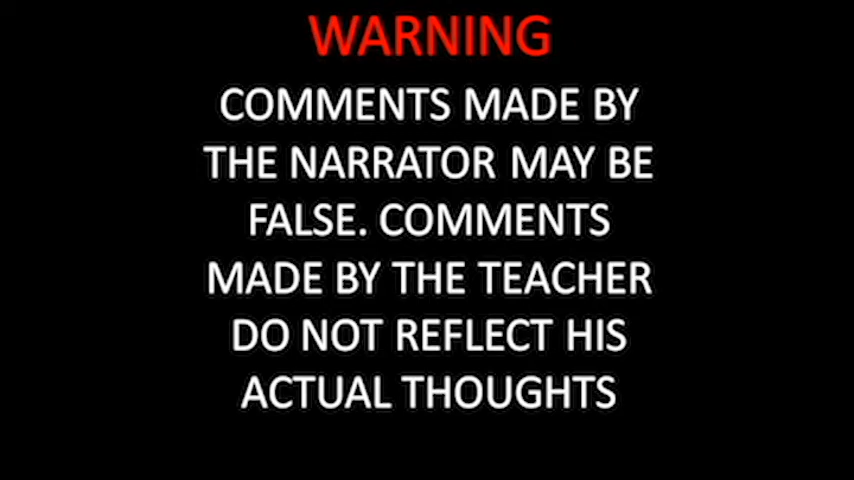 WARNING
COMMENTS MADE BY
THE NARRATOR MAY BE
FALSE. COMMENTS
MADE BY THE TEACHER
DO NOT REFLECT HIS
ACTUAL THOUGHTS